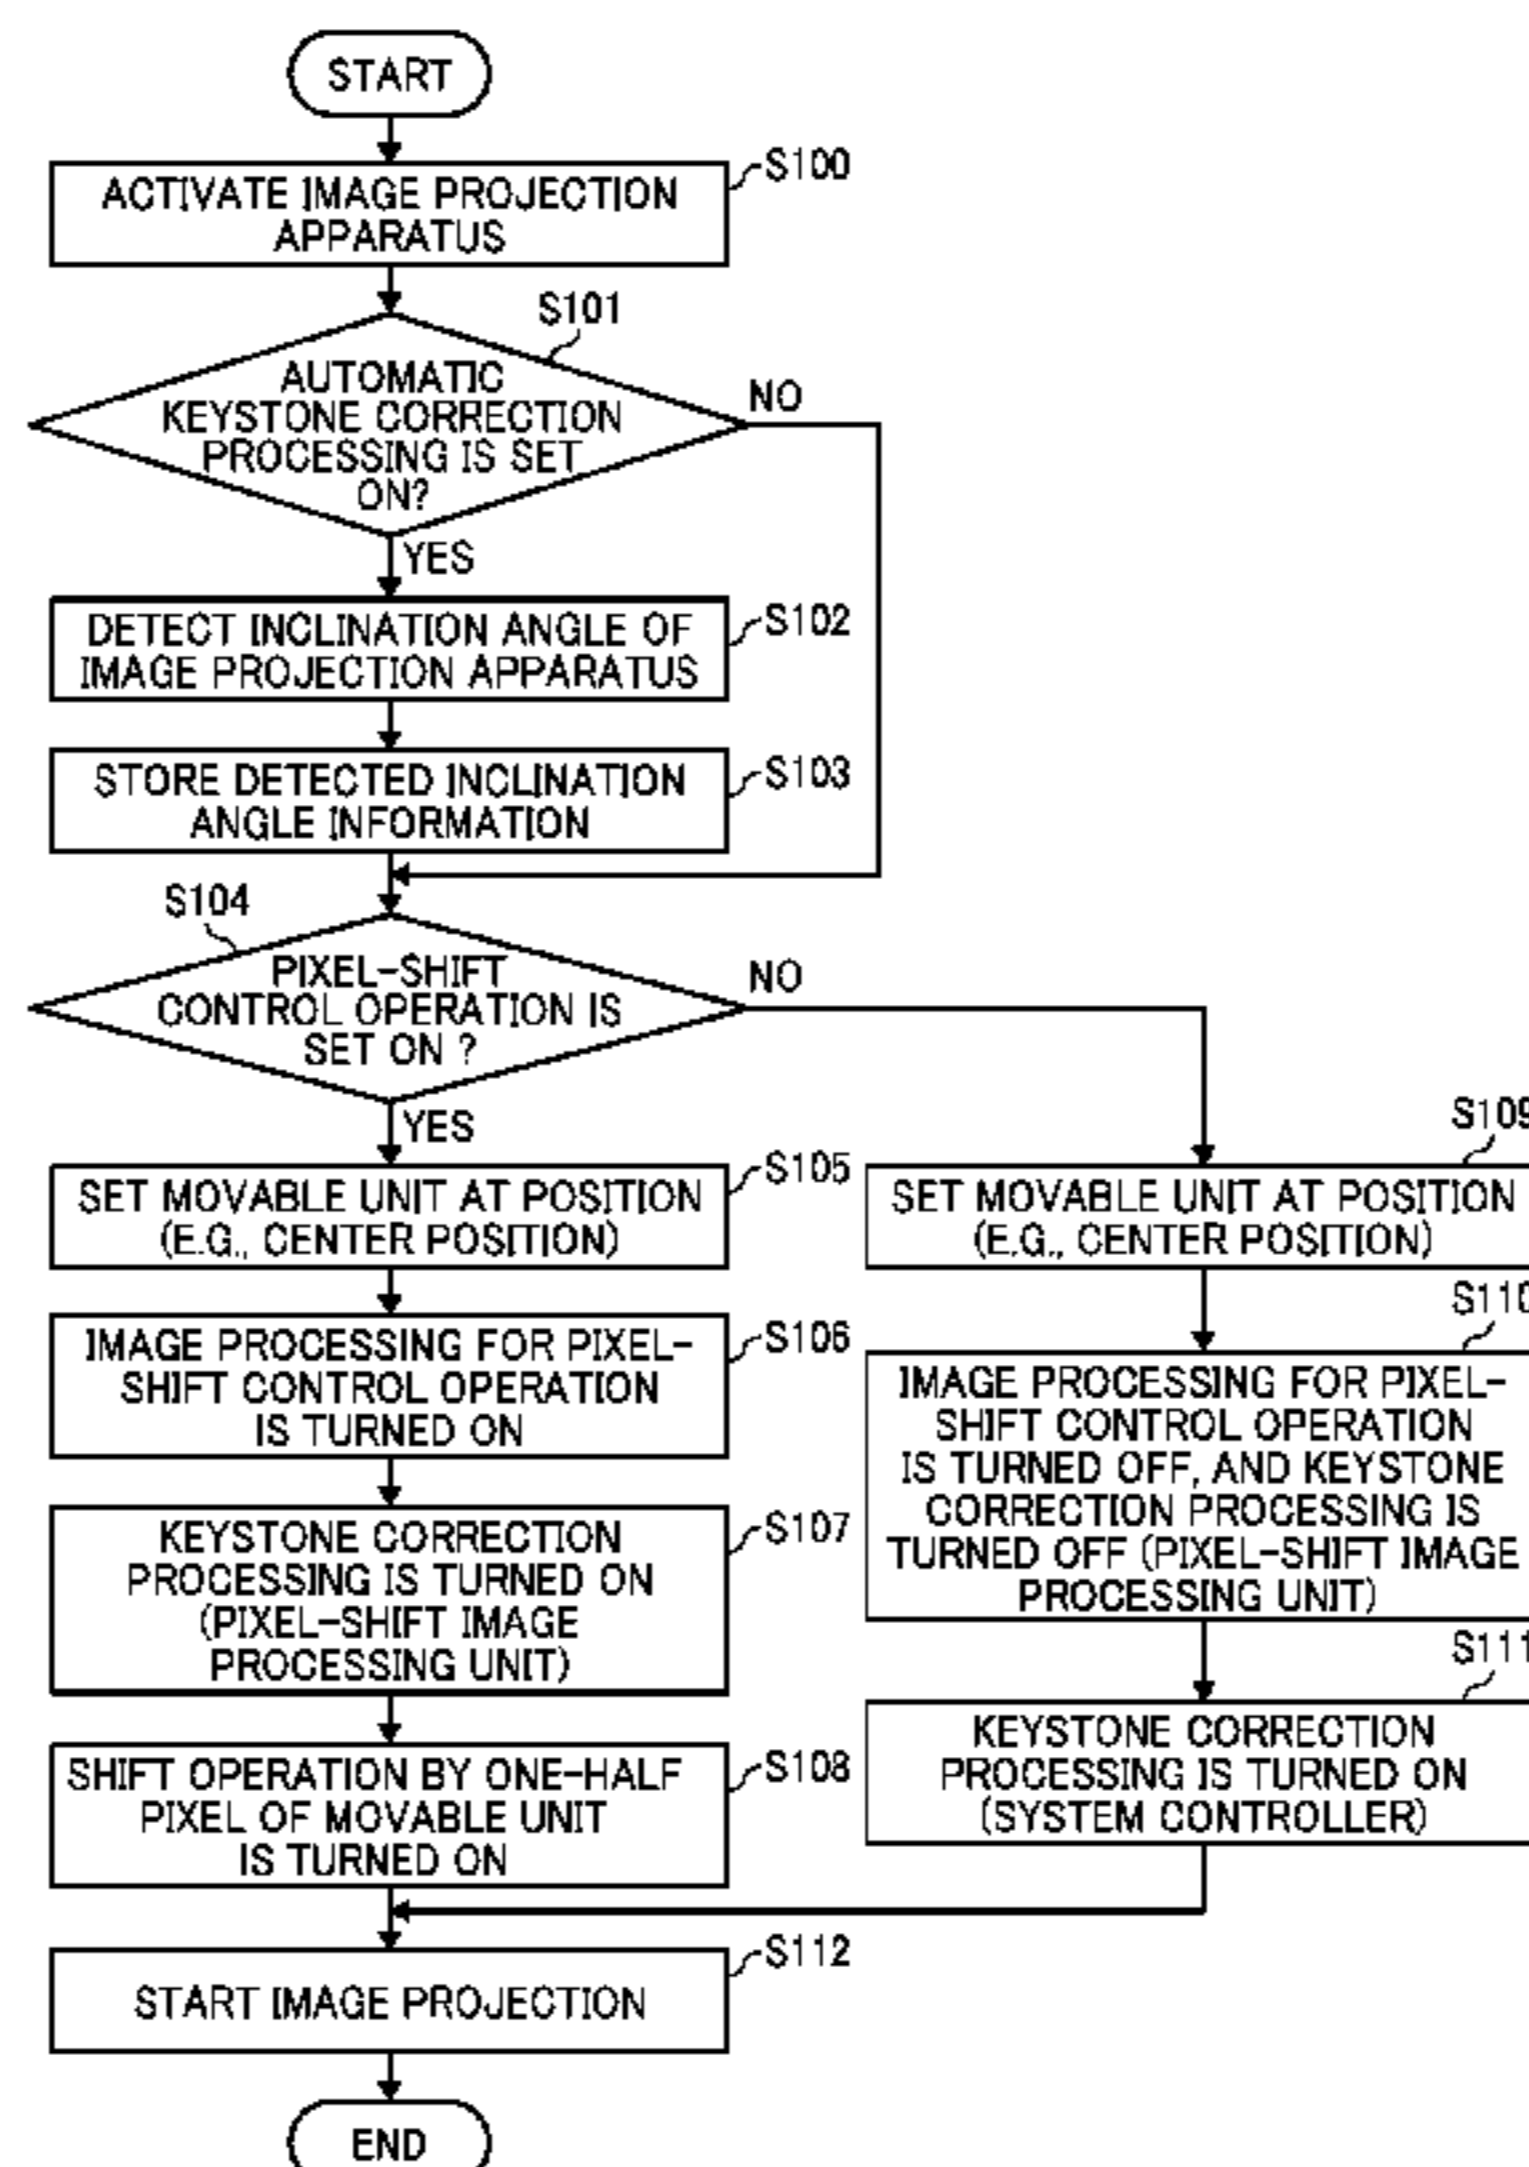 START
S100
ACTIVATE IMAGE PROJECTION
APPARATUS
S101
AUTOMATIC
KEYSTONE CORRECTION
PROCESSING IS SET
ON?
NO
YES
S102
DETECT INCLINATION ANGLE OF
IMAGE PROJECTION APPARATUS
S103
STORE DETECTED INCLINATION
ANGLE INFORMATION
S104
PIXEL-SHIFT
CONTROL OPERATION IS
SET ON ?
NO
YES
S105
SET MOVABLE UNIT AT POSITION
(E.G., CENTER POSITION)
S106
IMAGE PROCESSING FOR PIXEL-
SHIFT CONTROL OPERATION
IS TURNED ON
S107
KEYSTONE CORRECTION
PROCESSING IS TURNED ON
(PIXEL-SHIFT IMAGE
PROCESSING UNIT)
S108
SHIFT OPERATION BY ONE-HALF
PIXEL OF MOVABLE UNIT
IS TURNED ON
S109
SET MOVABLE UNIT AT POSITION
(E.G., CENTER POSITION)
S110
IMAGE PROCESSING FOR PIXEL-
SHIFT CONTROL OPERATION
IS TURNED OFF, AND KEYSTONE
CORRECTION PROCESSING IS
TURNED OFF (PIXEL-SHIFT IMAGE
PROCESSING UNIT)
S111
KEYSTONE CORRECTION
PROCESSING IS TURNED ON
(SYSTEM CONTROLLER)
S112
START IMAGE PROJECTION
END